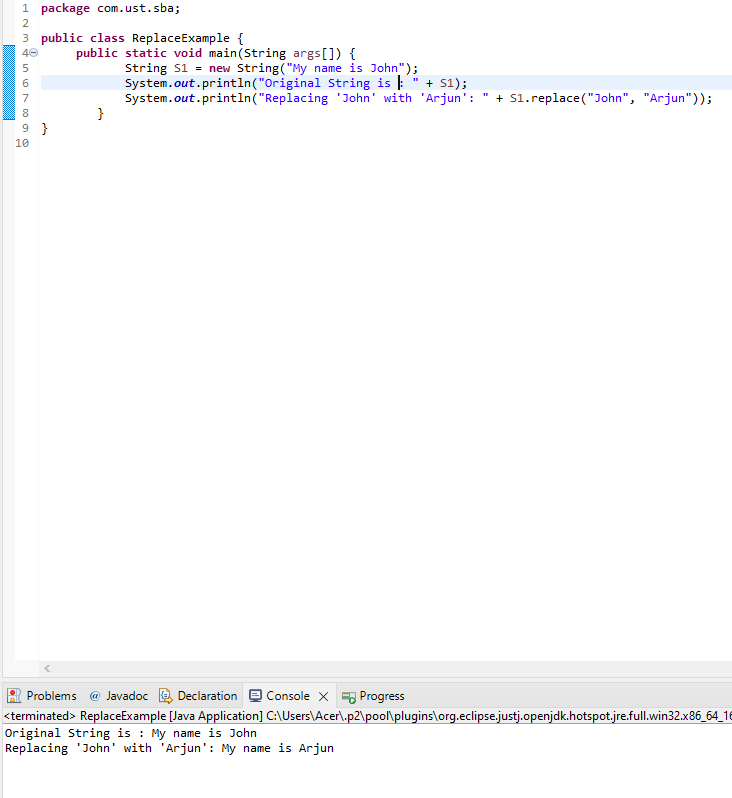 1 package com.ust.sba;
2
3 public class ReplaceExample {
4 public static void main(String args[]) {
5 String S1 = new String("My name is John");
6 System.out.println("Original String is : " + S1);
7 System.out.println("Replacing 'John' with 'Arjun': " + S1.replace("John", "Arjun"));
8 }
9 }
10
Problems @ Javadoc Declaration Console Progress
<terminated> ReplaceExample [Java Application] C:\Users\Acer\.p2\pool\plugins\org.eclipse.justj.openjdk.hotspot.jre.full.win32.x86_64_16
Original String is : My name is John
Replacing 'John' with 'Arjun': My name is Arjun